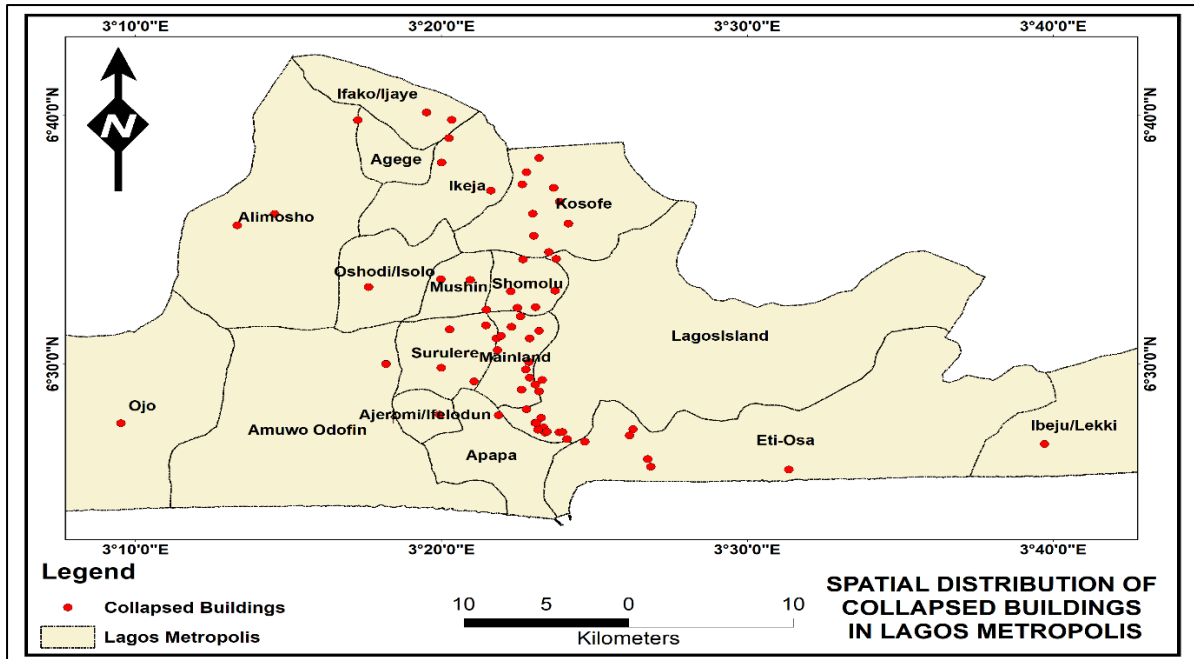 3°10'0"E 3°20'0"E 3°30'0"E 3°40'0"E
N
6°40'0"N 6°40'0"N
Ifako/Ijaye
Agege
Ikeja
Kosofe
Alimosho
Oshodi/Isolo
Mushin
Shomolu
LagosIsland
6°30'0"N 6°30'0"N
Surulere
Mainland
Ojo
Ajeromi/Ifelodun
Amuwo Odofin
Eti-Osa
Ibeju/Lekki
Apapa
3°10'0"E 3°20'0"E 3°30'0"E 3°40'0"E
Legend
Collapsed Buildings
Lagos Metropolis
10 5 0 10
Kilometers
SPATIAL DISTRIBUTION OF
COLLAPSED BUILDINGS
IN LAGOS METROPOLIS